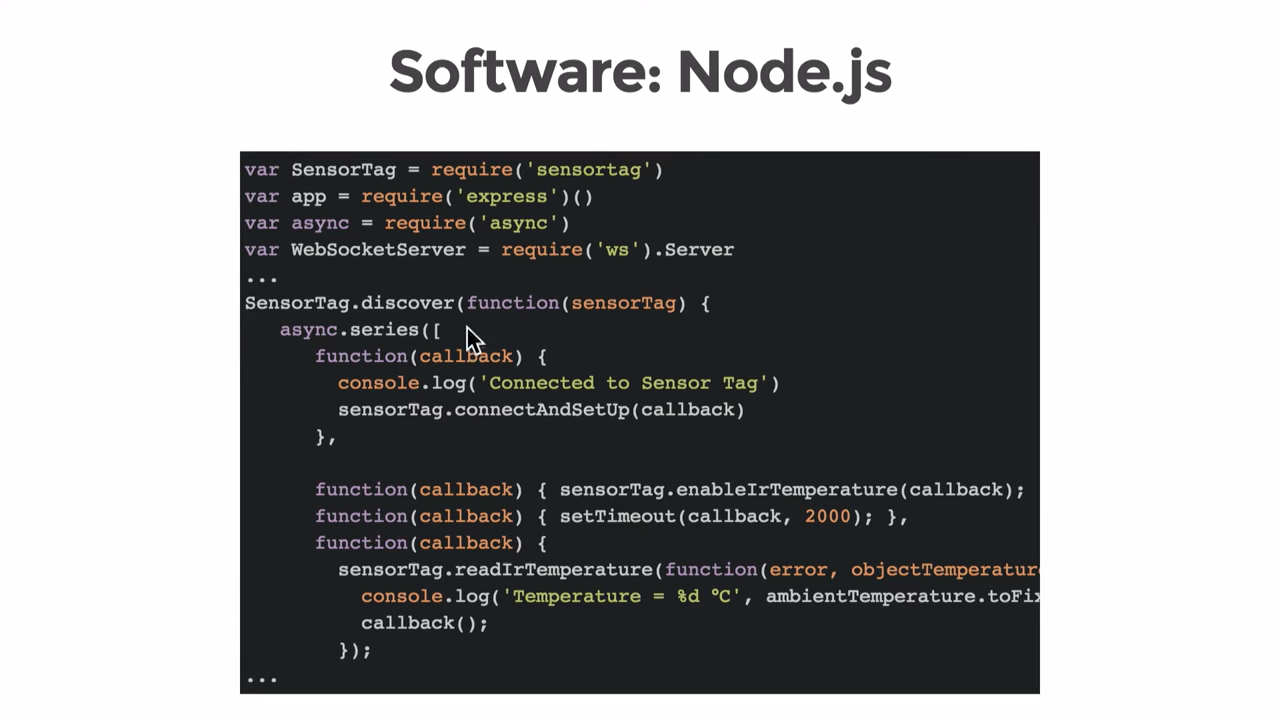 Software: Node.js
var SensorTag = require('sensortag')
var app = require('express')()
var async = require('async')
var WebSocketServer = require('ws').Server
...
SensorTag.discover(function(sensorTag) {
async.series([
function(callback) {
console.log('Connected to Sensor Tag')
sensorTag.connectAndSetUp(callback)
},
function(callback) { sensorTag.enableIrTemperature(callback);
function(callback) { setTimeout(callback, 2000); },
function(callback) {
sensorTag.readIrTemperature(function(error, objectTemperature
console.log('Temperature = %d °C', ambientTemperature.toFix
callback();
});
...